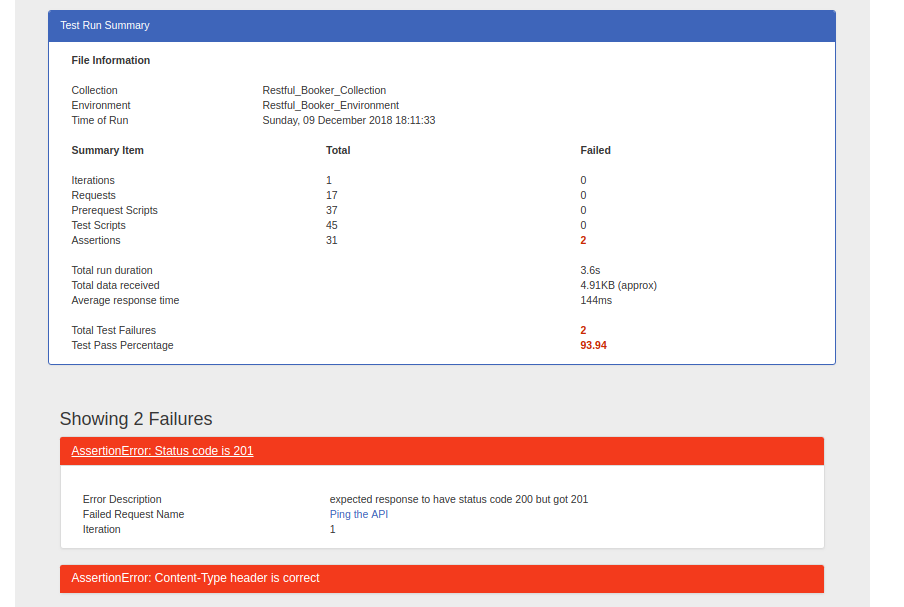 Test Run Summary
File Information
Collection Restful_Booker_Collection
Environment Restful_Booker_Environment
Time of Run Sunday, 09 December 2018 18:11:33
Summary Item Total Failed
Iterations 1 0
Requests 17 0
Prerequest Scripts 37 0
Test Scripts 45 0
Assertions 31 2
Total run duration 3.6s
Total data received 4.91KB (approx)
Average response time 144ms
Total Test Failures 2
Test Pass Percentage 93.94
Showing 2 Failures
AssertionError: Status code is 201
Error Description expected response to have status code 200 but got 201
Failed Request Name Ping the API
Iteration 1
AssertionError: Content-Type header is correct